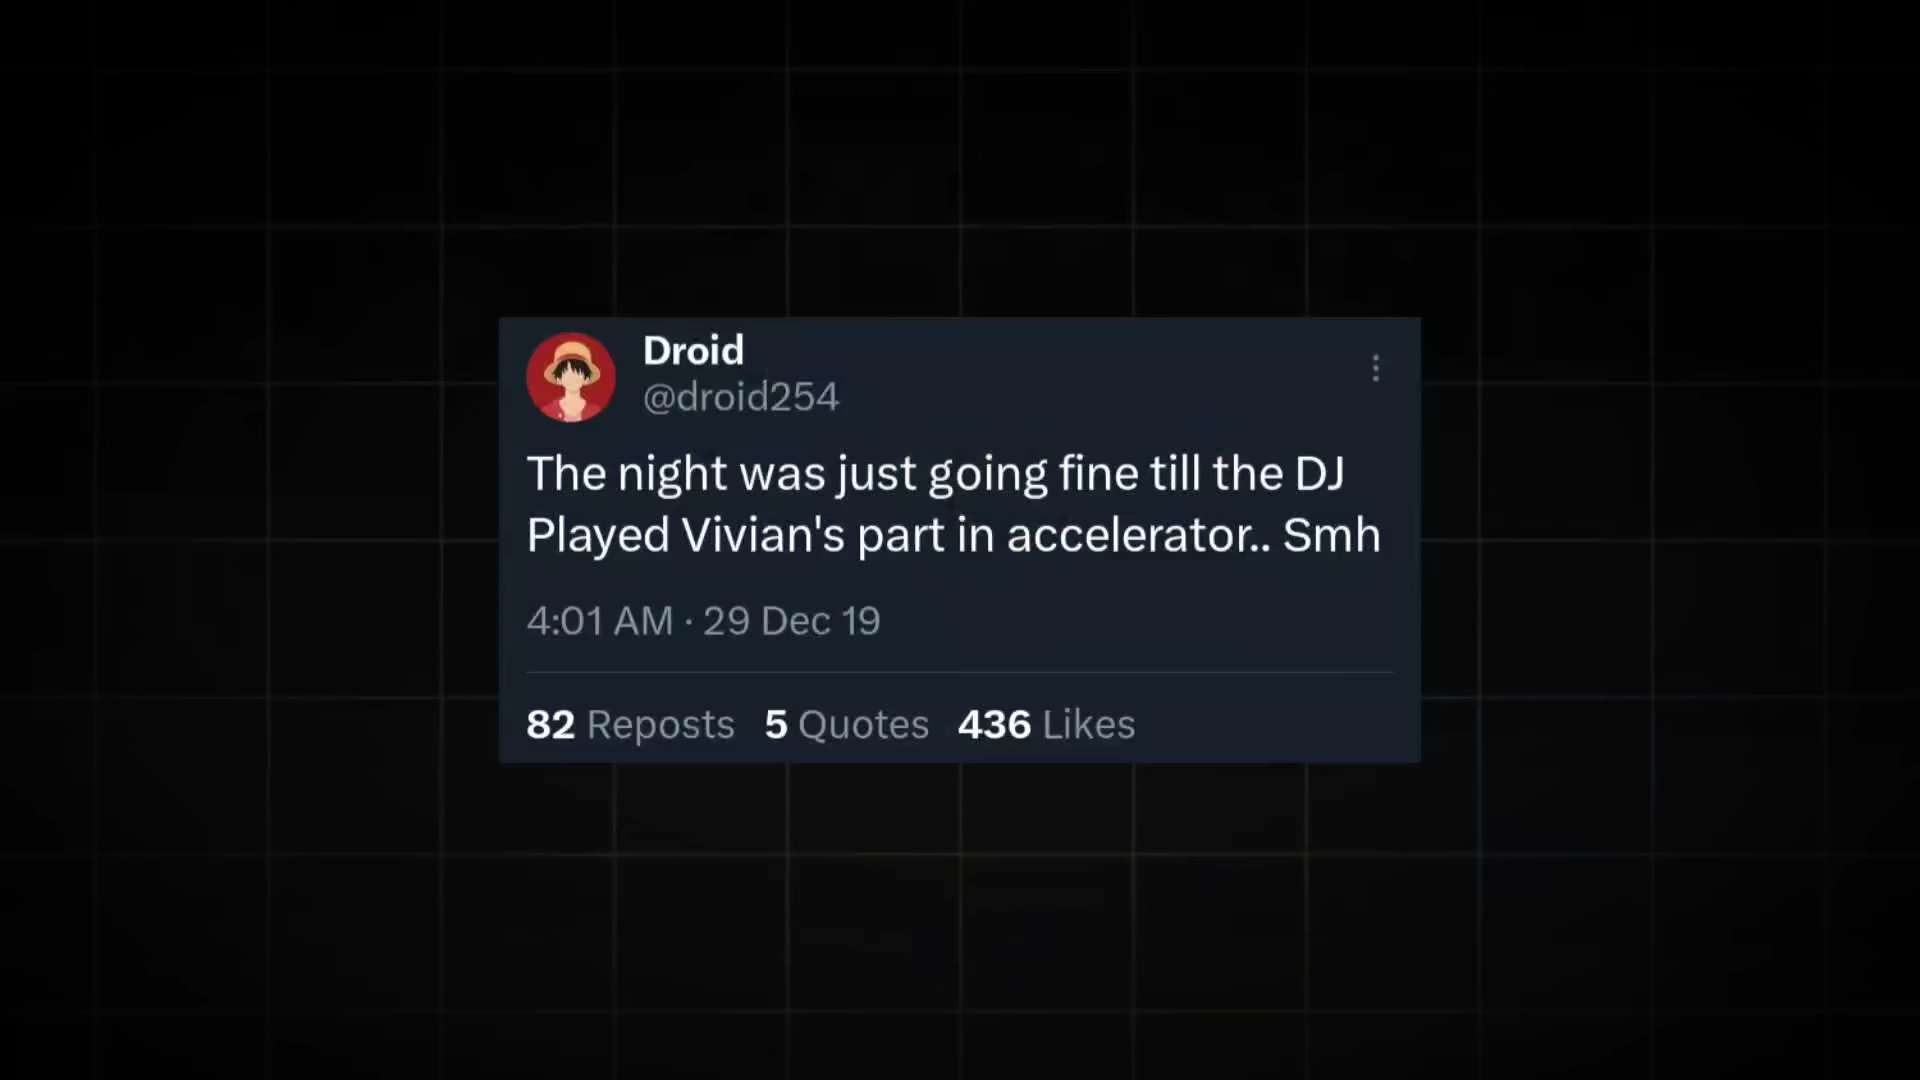 Droid
@droid254
The night was just going fine till the DJ
Played Vivian's part in accelerator.. Smh
4:01 AM · 29 Dec 19
82 Reposts 5 Quotes 436 Likes